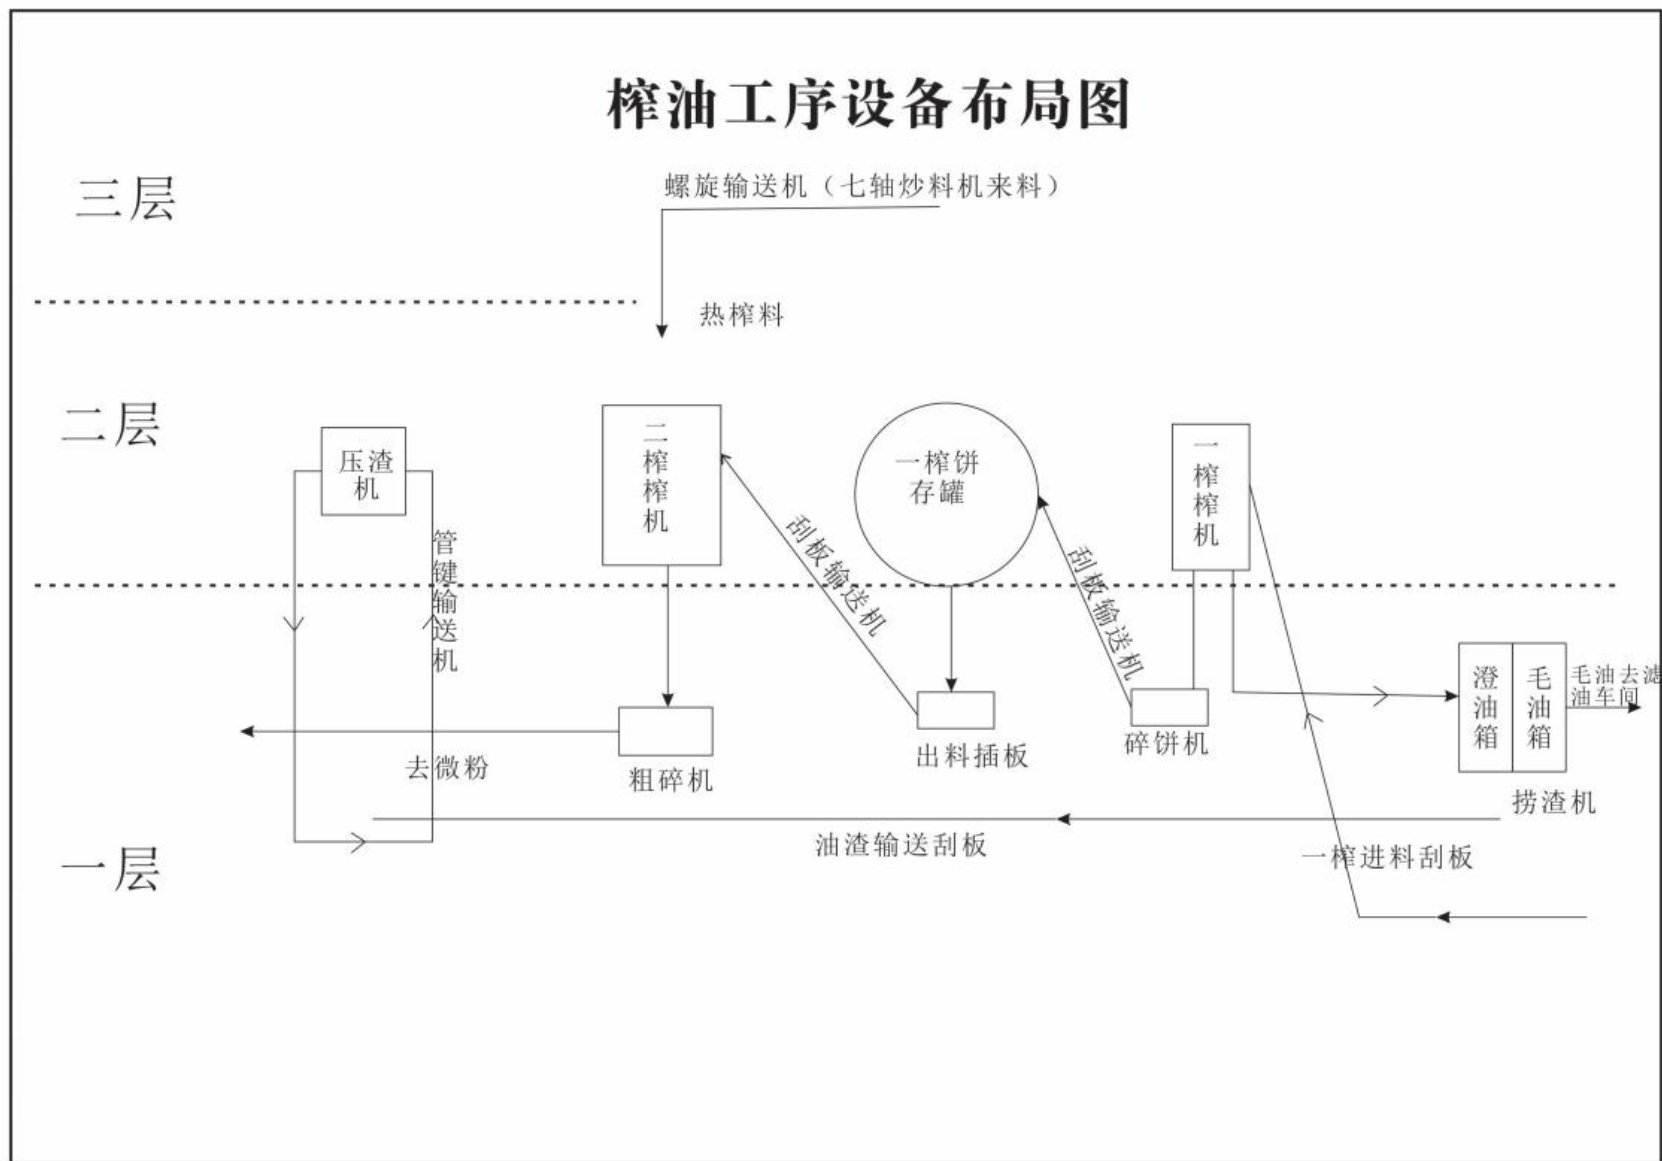 榨油工序设备布局图
三层
螺旋输送机（七轴炒料机来料）
热榨料
二层
压渣
机
二榨榨机
一榨饼
存罐
一榨榨机
管键输送机
刮板输送机
刮板输送机
澄油箱
毛油箱
毛油去滤
油车间
去微粉
粗碎机
出料插板
碎饼机
捞渣机
油渣输送刮板
一榨进料刮板
一层